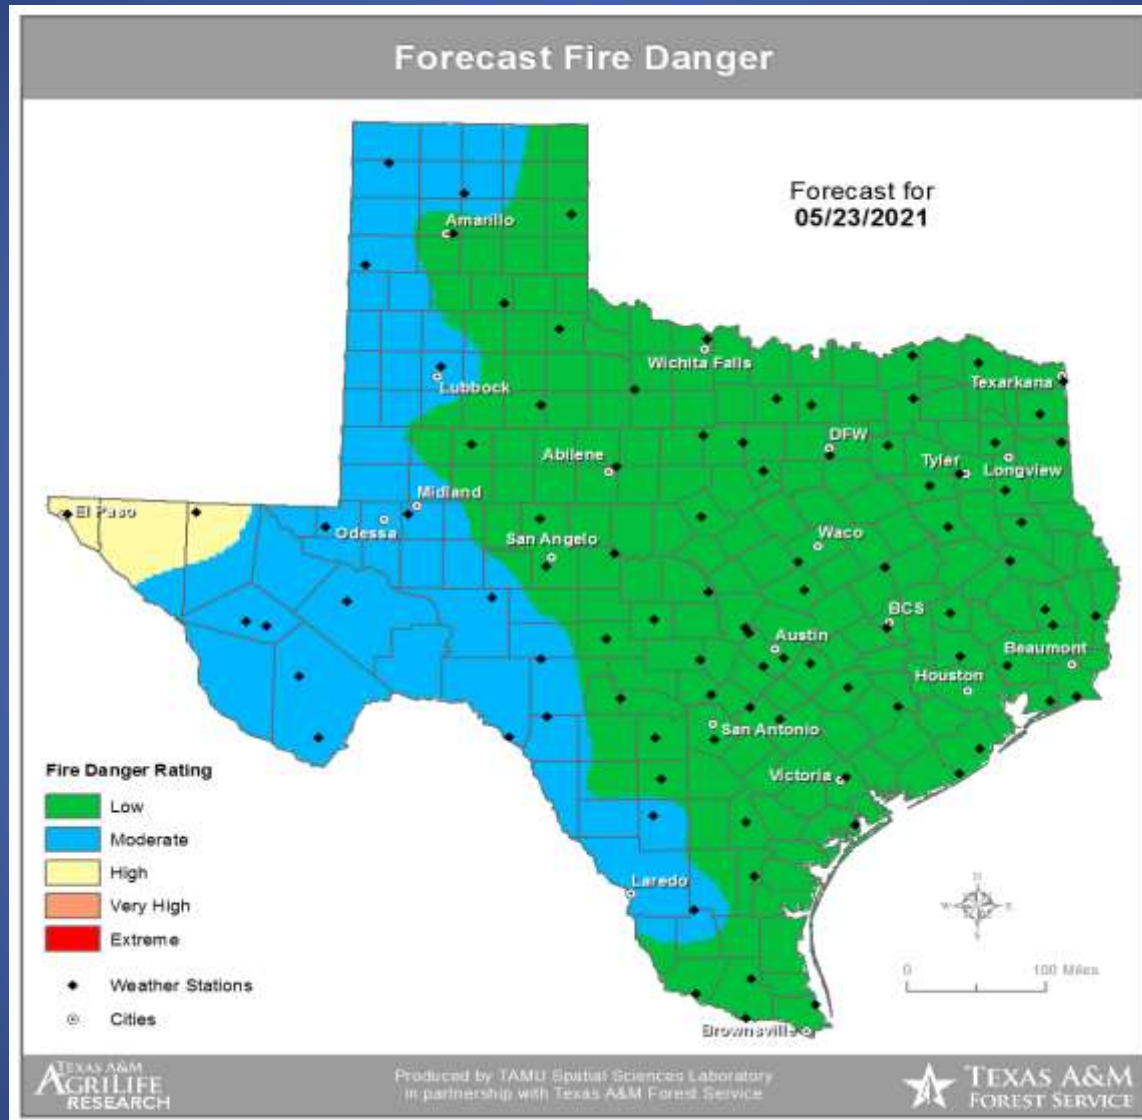 Forecast Fire Danger
Forecast for
05/23/2021
Amarillo
Wichita Falls
Lubbock
Texarkana
DFW
Abilene
Tyler
Longview
Midland
El Paso
Odessa
San Angelo
Waco
BCS
Austin
Beaumont
Houston
San Antonio
Victoria
Laredo
Brownsville
Fire Danger Rating
Low
Moderate
High
Very High
Extreme
Weather Stations
Cities
N
W
E
S
0 100 Miles
TEXAS A&M
AGRILIFE
RESEARCH
Produced by TAMU Spatial Sciences Laboratory
in partnership with Texas A&M Forest Service
TEXAS A&M
FOREST SERVICE